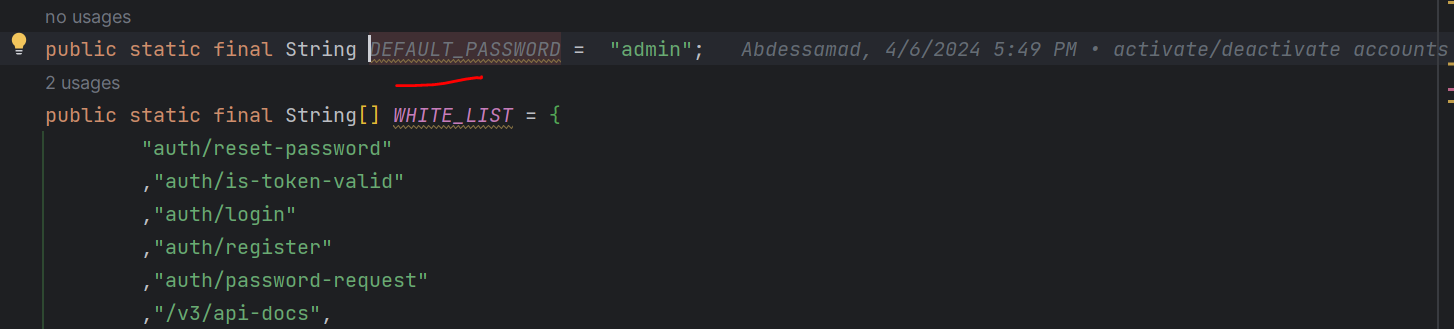 no usages
public static final String DEFAULT_PASSWORD = "admin"; Abdessamad, 4/6/2024 5:49 PM • activate/deactivate accounts
2 usages
public static final String[] WHITE_LIST = {
"auth/reset-password"
,"auth/is-token-valid"
,"auth/login"
,"auth/register"
,"auth/password-request"
,"/v3/api-docs",